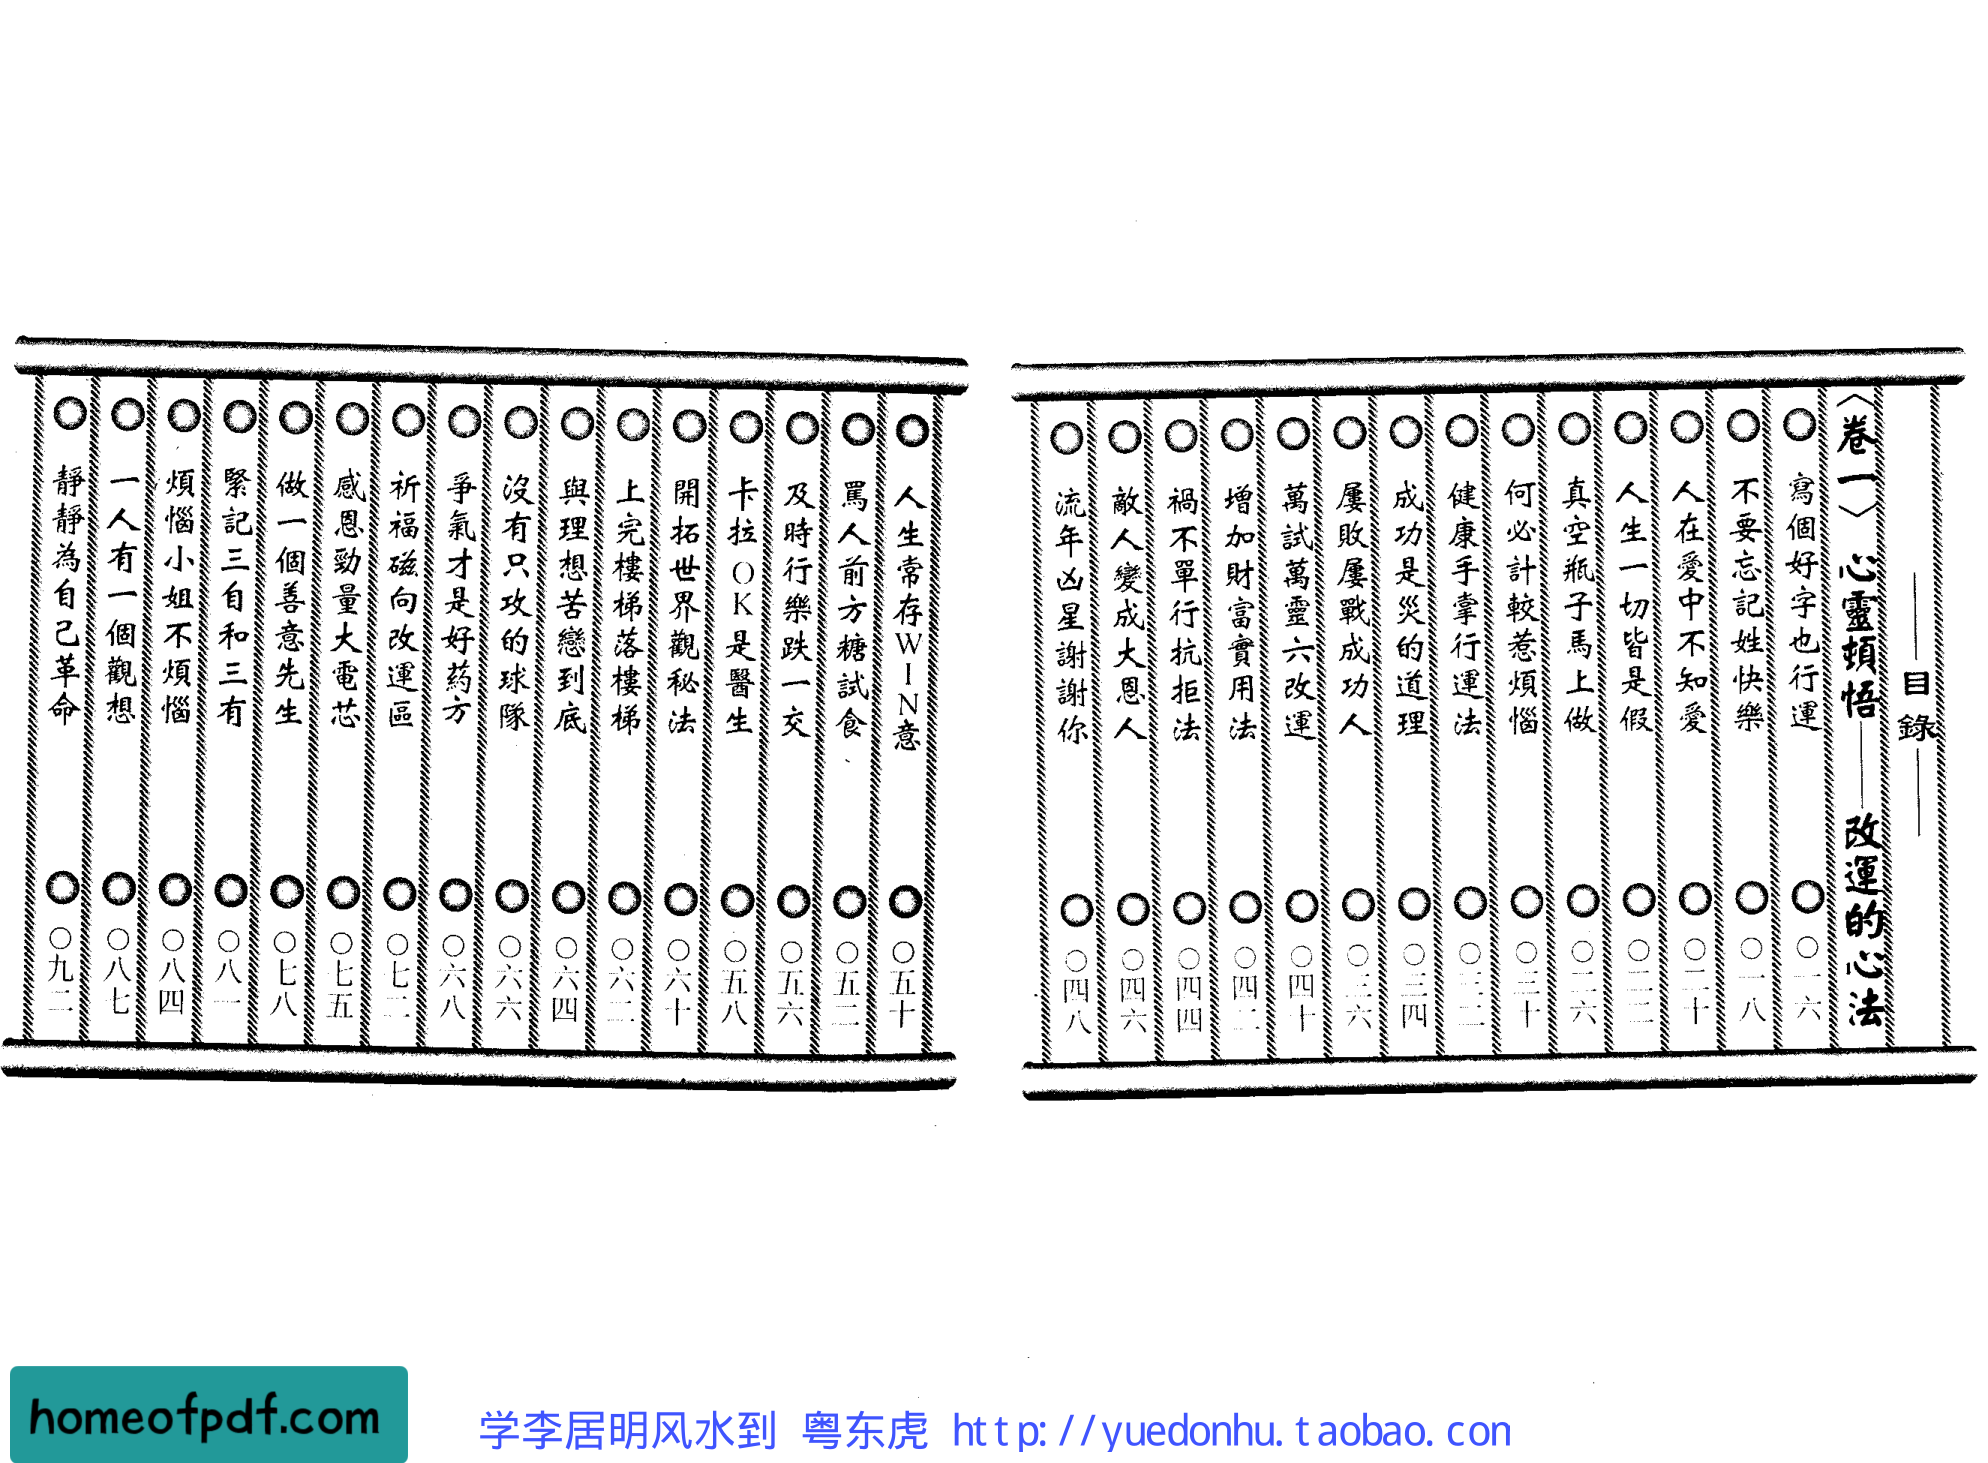 目錄
〈卷一〉心靈頓悟——改運的心法
寫個好字也行運 〇一六
不要忘記姓快樂 〇一八
人在愛中不知愛 〇二十
人生一切皆是假 〇二三
真空瓶子馬上做 〇二六
何必計較惹煩惱 〇三十
健康手掌行運法 〇三二
成功是災的道理 〇三四
屢敗屢戰成功人 〇三六
萬試萬靈六改運 〇四十
增加財富實用法 〇四二
禍不單行抗拒法 〇四四
敵人變成大恩人 〇四六
流年凶星謝謝你 〇四八
人生常存WIN意 〇五十
罵人前方糖試食 〇五二
及時行樂跌一交 〇五六
卡拉OK是醫生 〇五八
開拓世界觀秘法 〇六十
上完樓梯落樓梯 〇六二
與理想苦戀到底 〇六四
沒有只攻的球隊 〇六六
爭氣才是好葯方 〇六八
祈福磁向改運區 〇七二
感恩勁量大電芯 〇七五
做一個善意先生 〇七八
緊記三自和三有 〇八一
煩惱小姐不煩惱 〇八四
一人有一個觀想 〇八七
靜靜為自己革命 〇九二
homeofpdf.com
学李居明风水到 粤东虎 http://yuedonhu.taobao.con